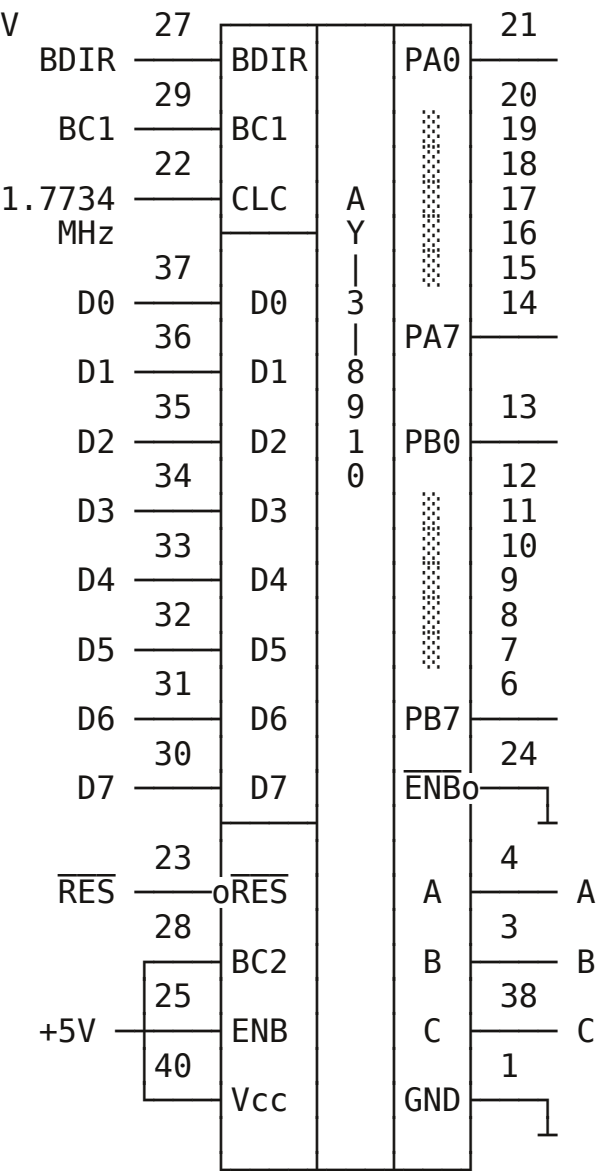 V 27 21
BDIR BDIR PA0
29 20
BC1 BC1 19
22 18
1.7734 CLC A 17
MHz Y 16
37 | 15
D0 D0 3 14
36 | PA7
D1 D1 8
35 9 13
D2 D2 1 PB0
34 0 12
D3 D3 11
33 10
D4 D4 9
32 8
D5 D5 7
31 6
D6 D6 PB7
30 24
D7 D7 E̅N̅B̅o
23 4
R̅E̅S̅ oR̅E̅S̅ A A
28 3
BC2 B B
25 38
+5V ENB C C
40 1
Vcc GND